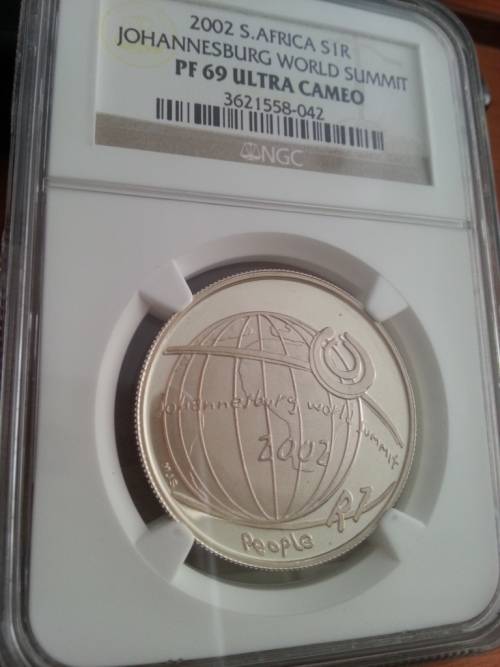 2002 S.AFRICA S1R
JOHANNESBURG WORLD SUMMIT
PF 69 ULTRA CAMEO
3621558-042
NGC
Johannesburg world summit
2002
MJS
R1
People